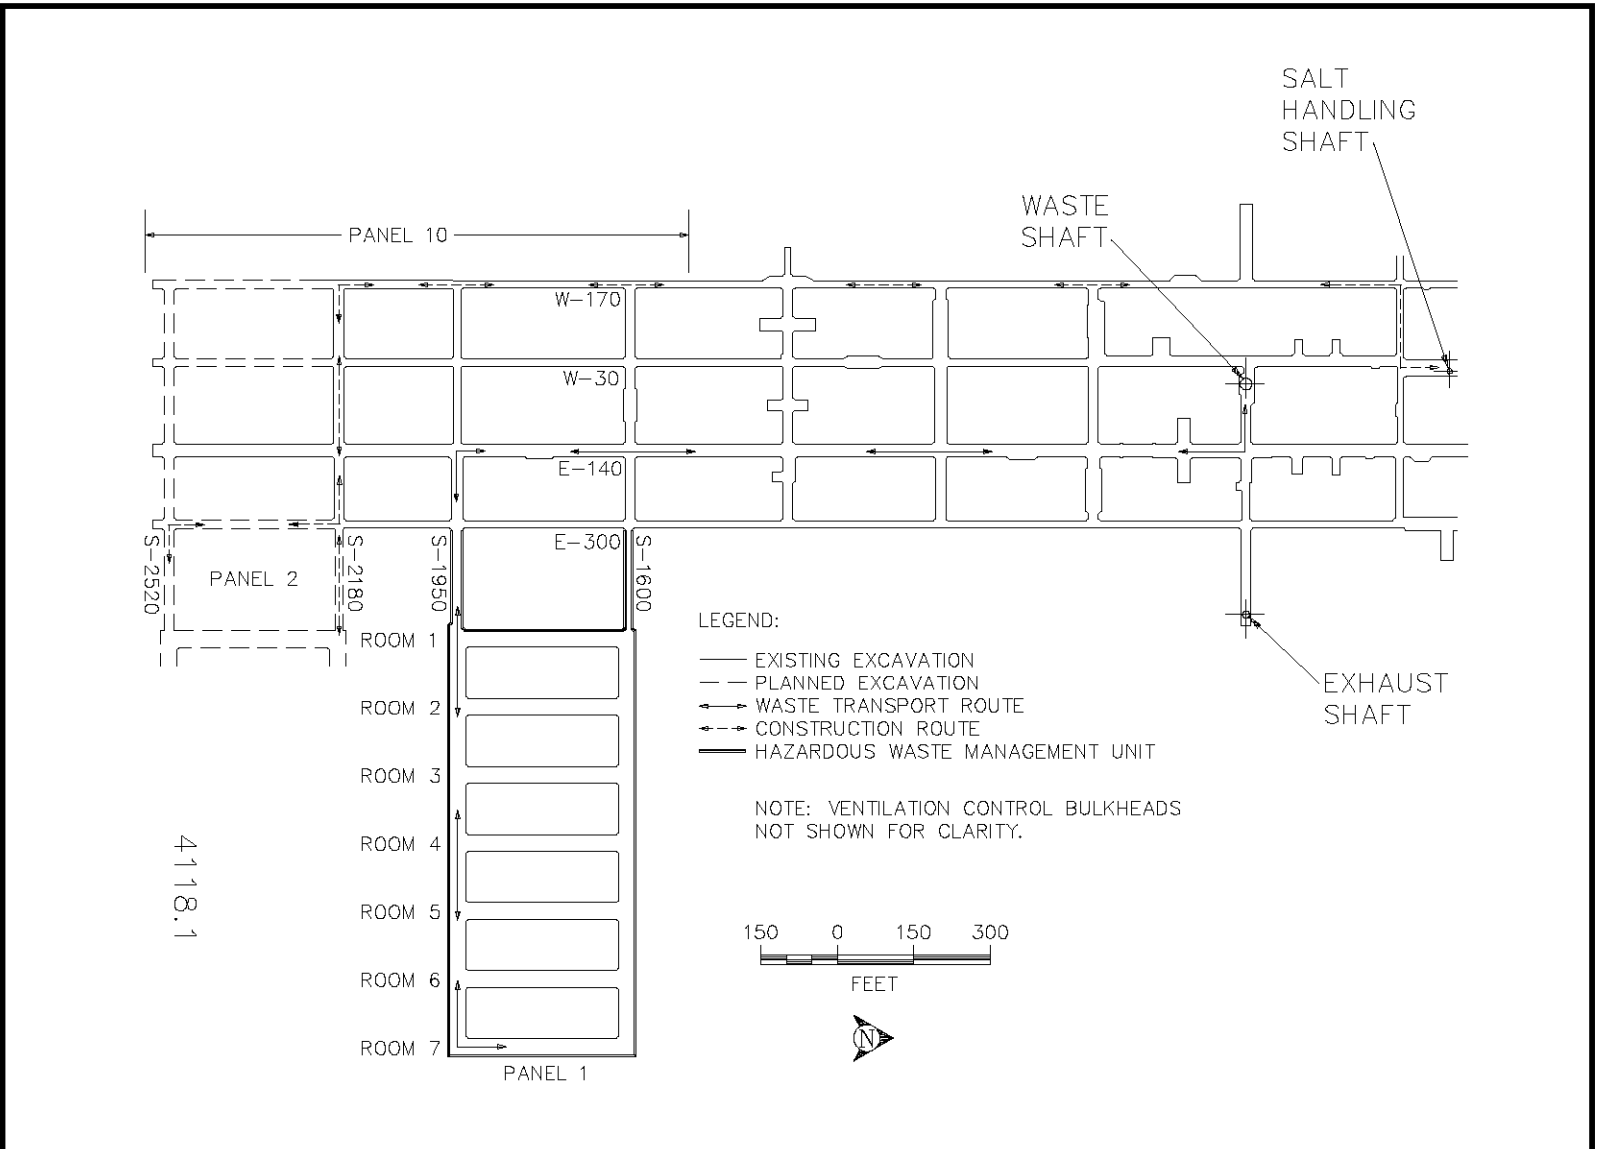 SALT
HANDLING
SHAFT
WASTE
SHAFT
PANEL 10
W-170
W-30
E-140
E-300
S-2520
S-2180
S-1950
S-1600
PANEL 2
ROOM 1
ROOM 2
ROOM 3
ROOM 4
ROOM 5
ROOM 6
ROOM 7
PANEL 1
LEGEND:
EXISTING EXCAVATION
PLANNED EXCAVATION
WASTE TRANSPORT ROUTE
CONSTRUCTION ROUTE
HAZARDOUS WASTE MANAGEMENT UNIT
NOTE: VENTILATION CONTROL BULKHEADS
NOT SHOWN FOR CLARITY.
EXHAUST
SHAFT
4118.1
150 0 150 300
FEET
N